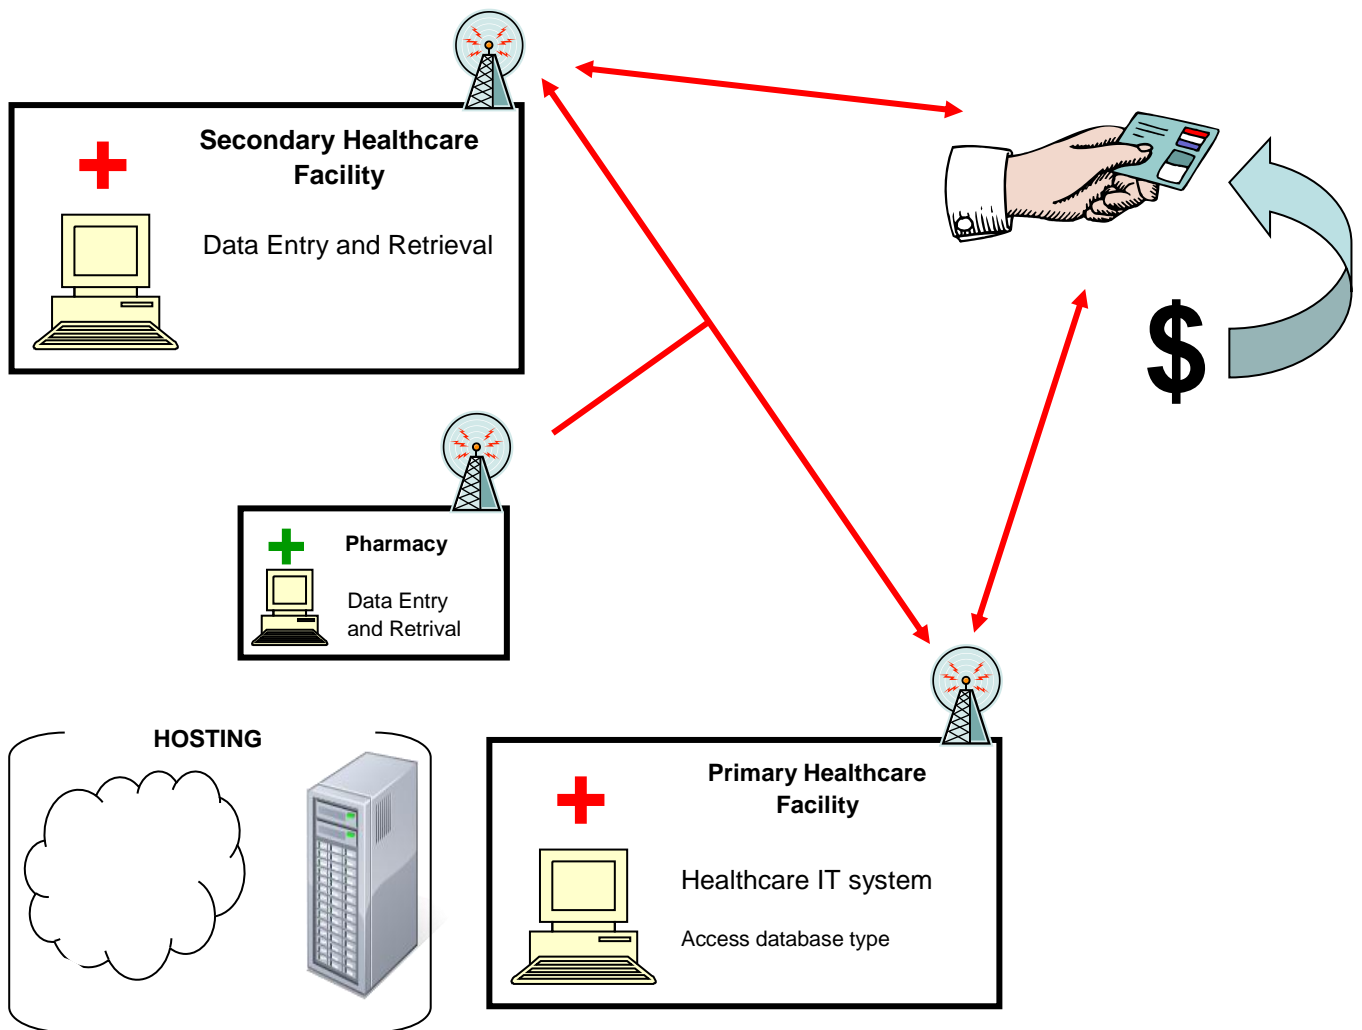 Secondary Healthcare
Facility
Data Entry and Retrieval
$
Pharmacy
Data Entry
and Retrival
HOSTING
Primary Healthcare
Facility
Healthcare IT system
Access database type